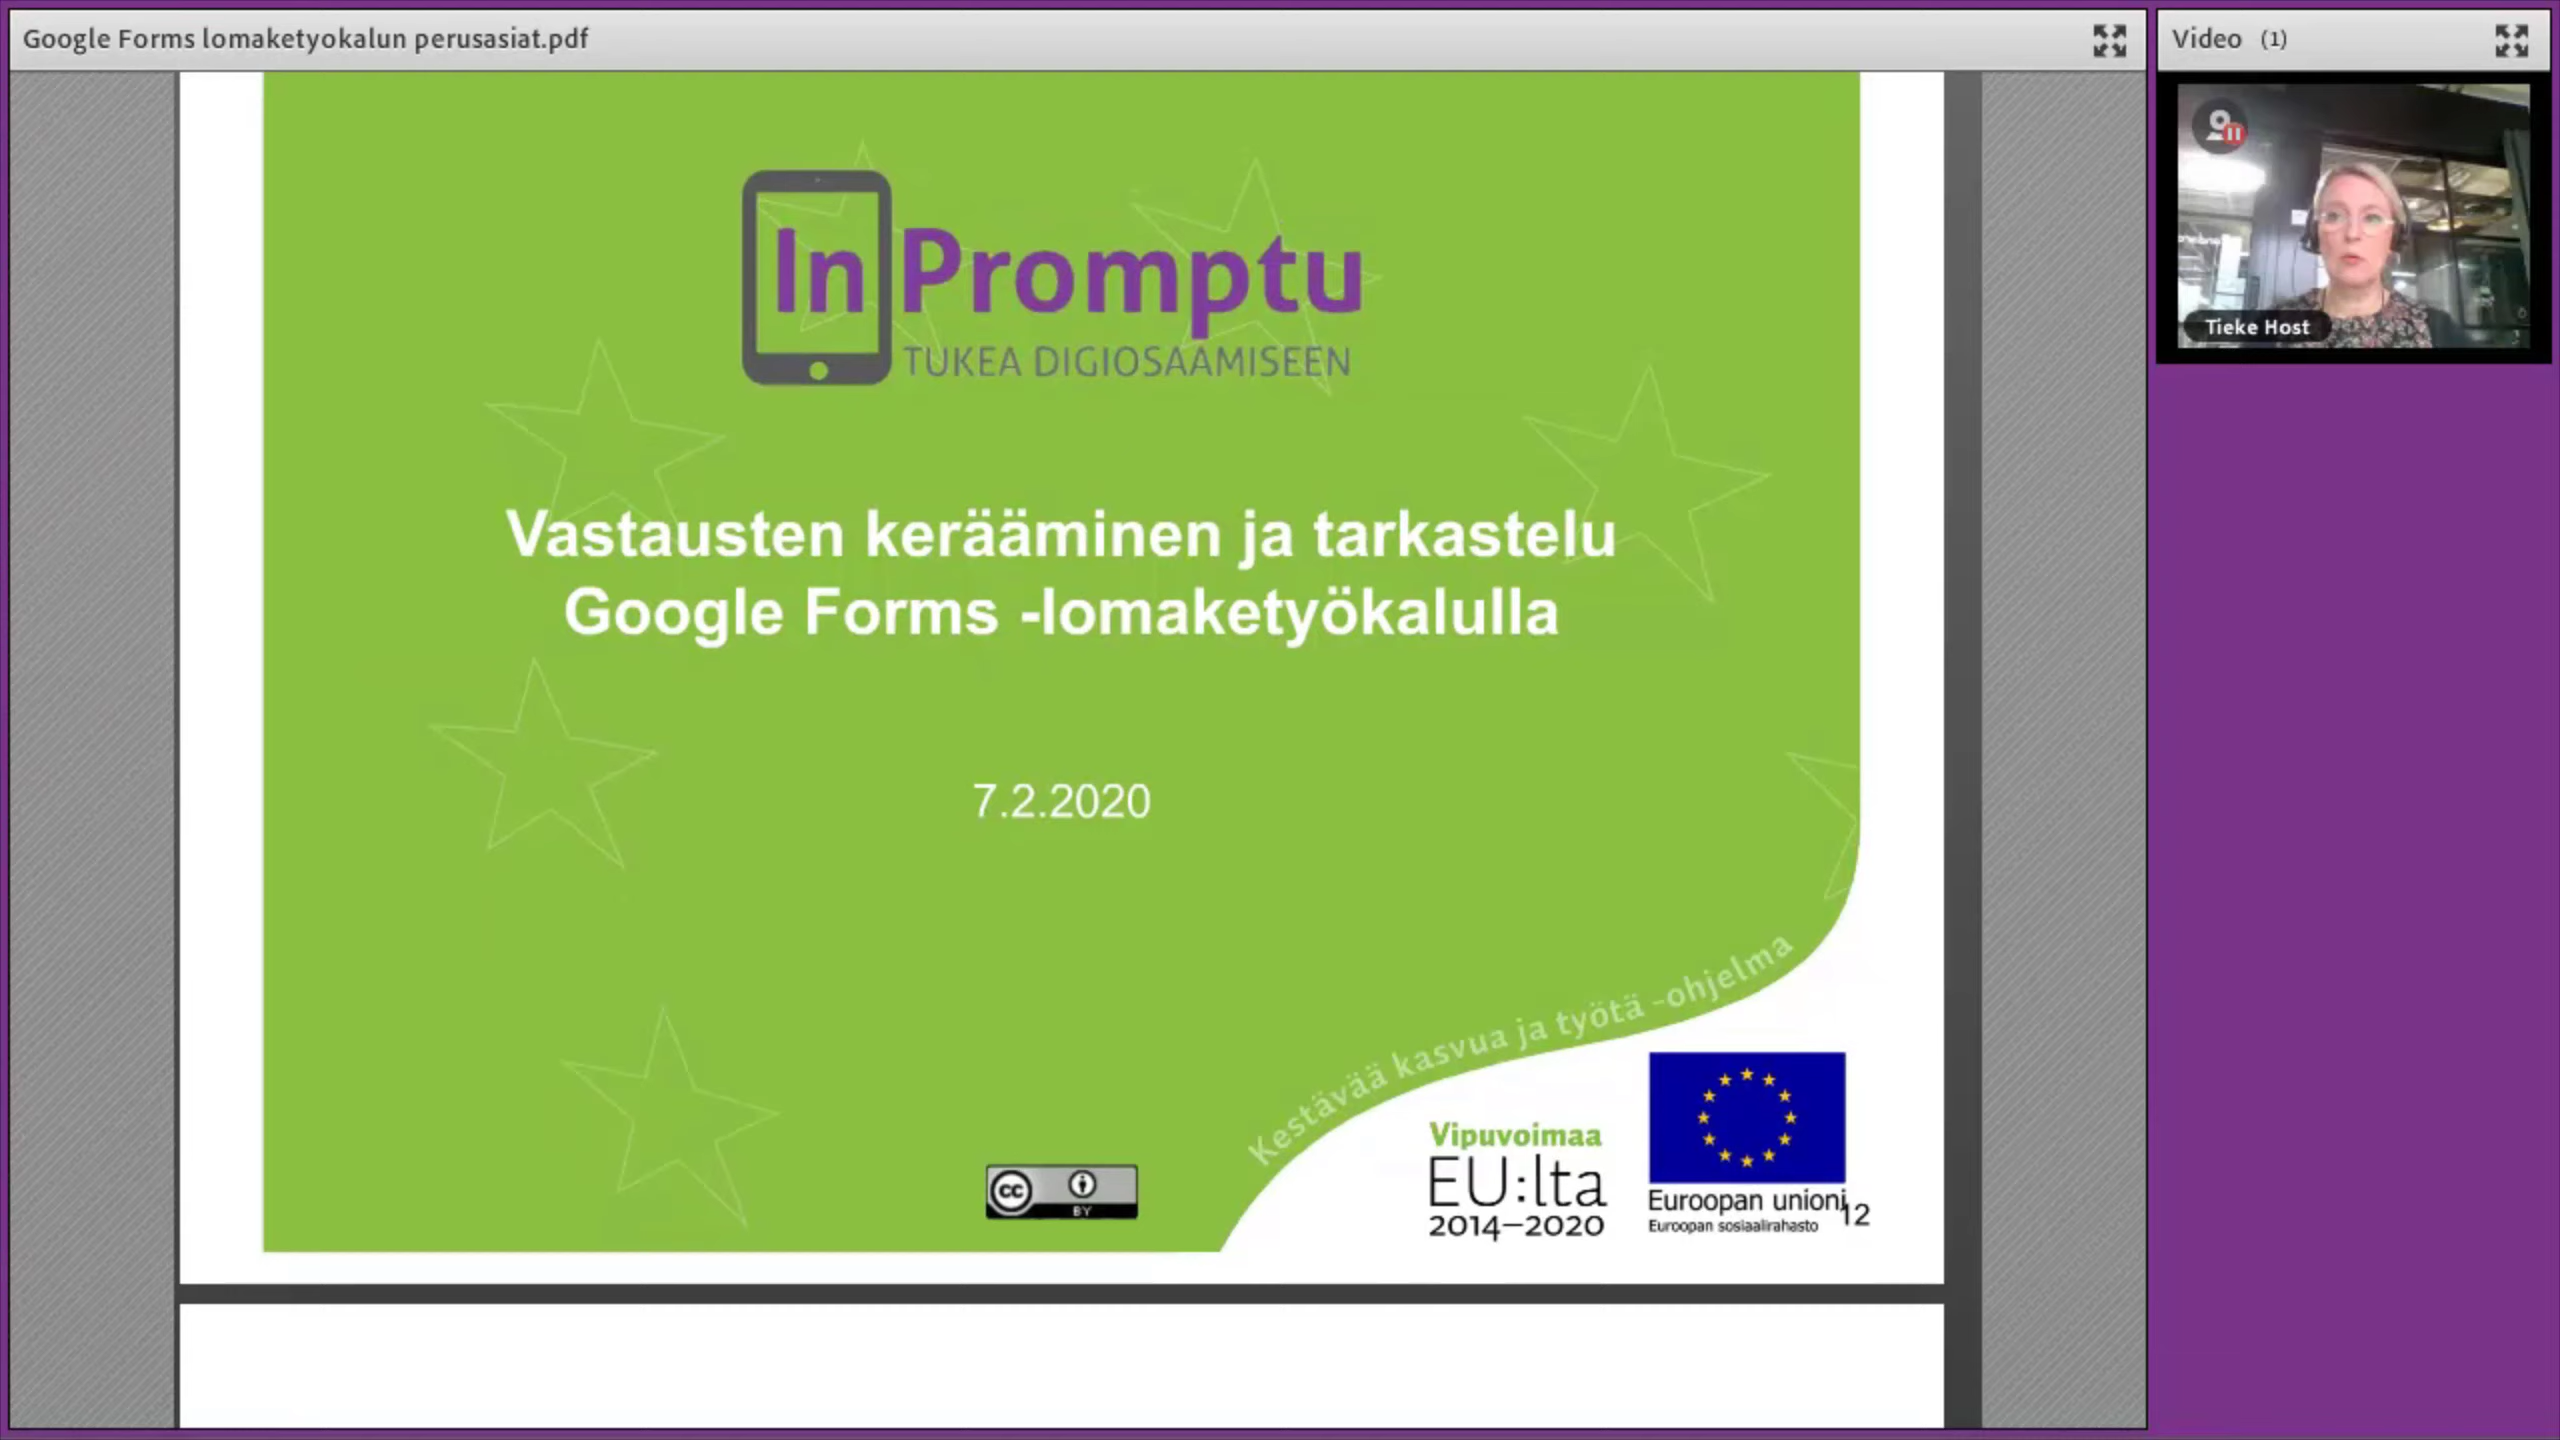 Google Forms lomaketyokalun perusasiat.pdf
Video (1)
Tieke Host
In Promptu
TUKEA DIGIOSAAMISEEN
Vastausten kerääminen ja tarkastelu
Google Forms -lomaketyökalulla
7.2.2020
Kestävää kasvua ja työtä -ohjelma
cc
BY
Vipuvoimaa
EU:lta
2014–2020
Euroopan unioni
Euroopan sosiaalirahasto
12